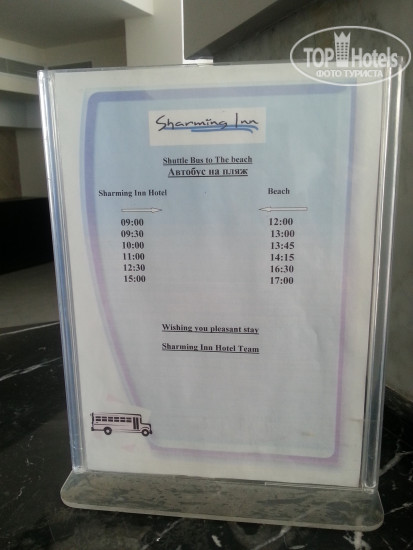 TOP Hotels
ФОТО ТУРИСТА
Sharming Inn
Shuttle Bus to The beach
Автобус на пляж
Sharming Inn Hotel Beach
09:00 12:00
09:30 13:00
10:00 13:45
11:00 14:15
12:30 16:30
15:00 17:00
Wishing you pleasant stay
Sharming Inn Hotel Team